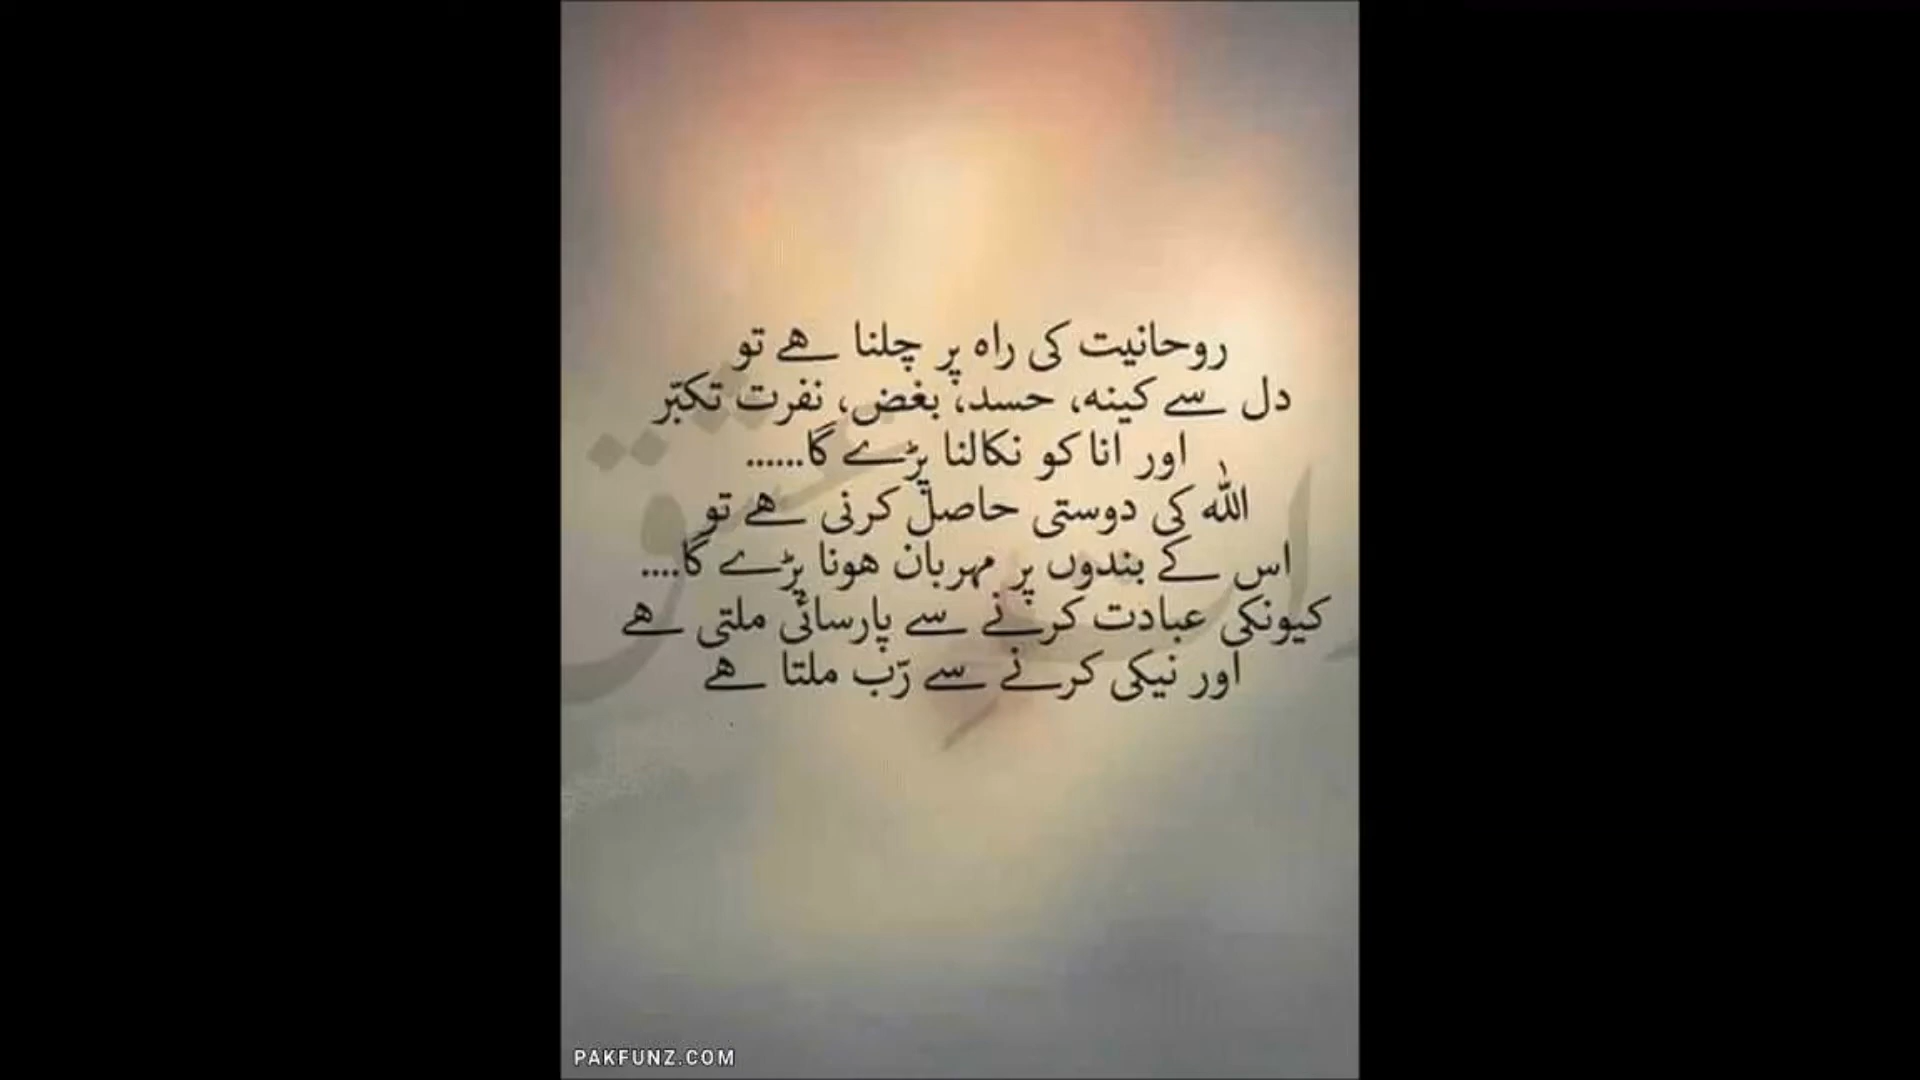 روحانیت کی راہ پر چلنا ہے تو
دل سے کینہ، حسد، بغض، نفرت تکبّر
اور انا کو نکالنا پڑے گا......
اللہ کی دوستی حاصل کرنی ہے تو
اس کے بندوں پر مہربان ہونا پڑے گا....
کیونکی عبادت کرنے سے پارسائی ملتی ہے
اور نیکی کرنے سے رّب ملتا ہے
PAKFUNZ.COM